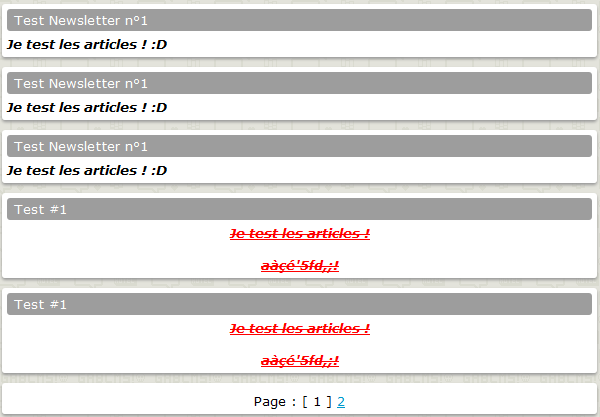 Test Newsletter n°1
Je test les articles ! :D
Test Newsletter n°1
Je test les articles ! :D
Test Newsletter n°1
Je test les articles ! :D
Test #1
Je test les articles !
aàçé'5fd,;!
Test #1
Je test les articles !
aàçé'5fd,;!
Page : [ 1 ] 2